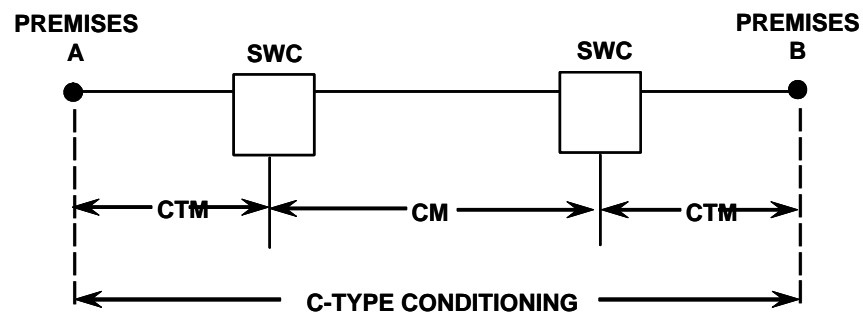 PREMISES
A
SWC
SWC
PREMISES
B
CTM
CM
CTM
C-TYPE CONDITIONING